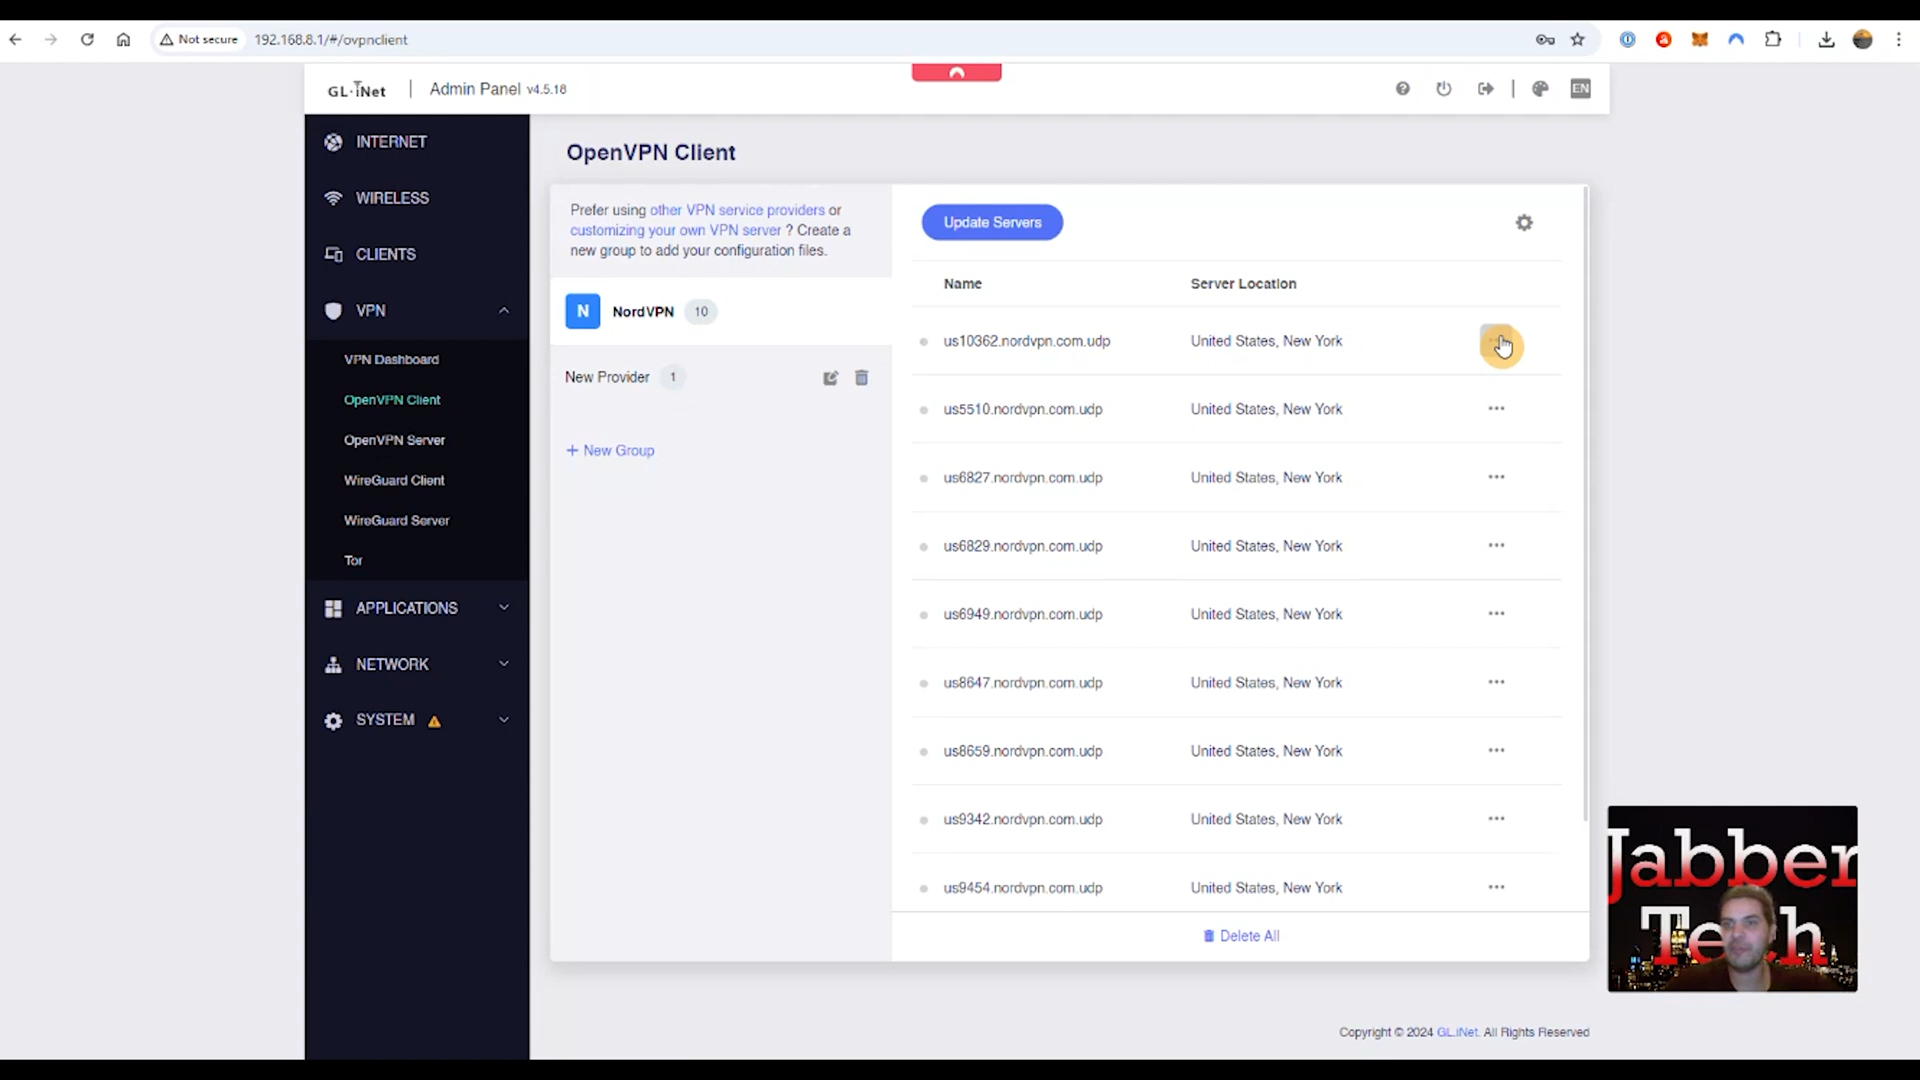 Not secure
192.168.8.1/#/ovpnclient
GL·iNet
Admin Panel v4.5.18
EN
INTERNET
WIRELESS
CLIENTS
VPN
VPN Dashboard
OpenVPN Client
OpenVPN Server
WireGuard Client
WireGuard Server
Tor
APPLICATIONS
NETWORK
SYSTEM
OpenVPN Client
Prefer using other VPN service providers or
customizing your own VPN server ? Create a
new group to add your configuration files.
N NordVPN 10
New Provider 1
+ New Group
Update Servers
Name Server Location
us10362.nordvpn.com.udp United States, New York
us5510.nordvpn.com.udp United States, New York
us6827.nordvpn.com.udp United States, New York
us6829.nordvpn.com.udp United States, New York
us6949.nordvpn.com.udp United States, New York
us8647.nordvpn.com.udp United States, New York
us8659.nordvpn.com.udp United States, New York
us9342.nordvpn.com.udp United States, New York
us9454.nordvpn.com.udp United States, New York
Delete All
Jabber
Tech
Copyright © 2024 GL.iNet. All Rights Reserved